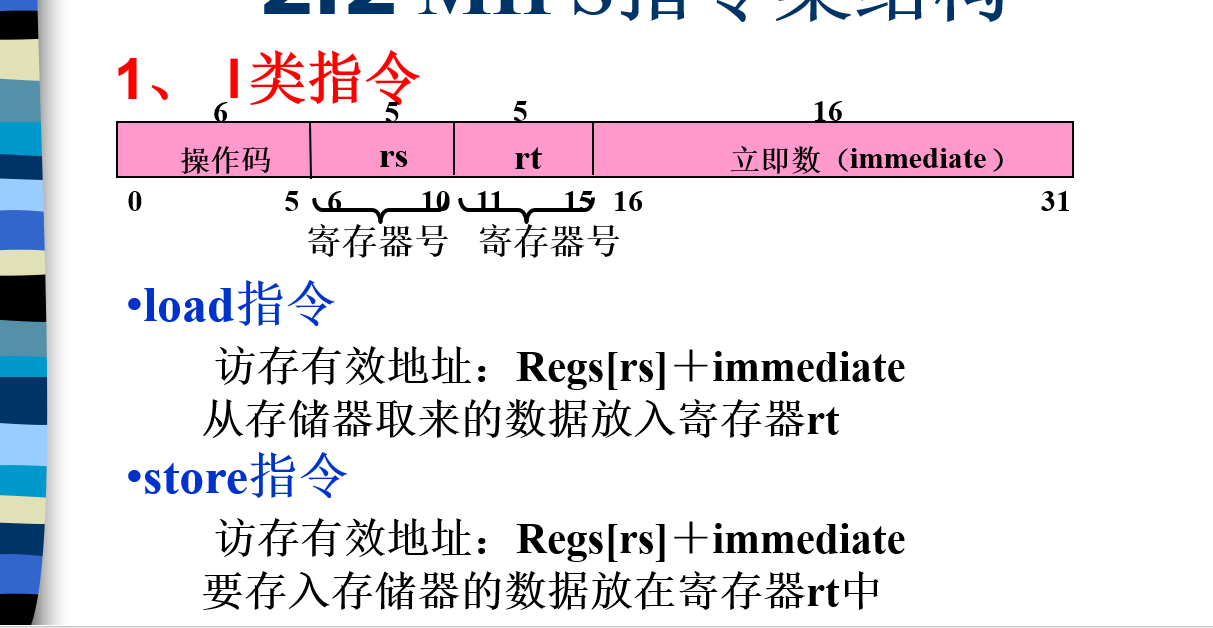 2.2 MIPS指令集结构
1、 I类指令
6 5 5 16
操作码 rs rt 立即数（immediate）
0 5 6 10 11 15 16 31
寄存器号 寄存器号
•load指令
访存有效地址：Regs[rs]＋immediate
从存储器取来的数据放入寄存器rt
•store指令
访存有效地址：Regs[rs]＋immediate
要存入存储器的数据放在寄存器rt中